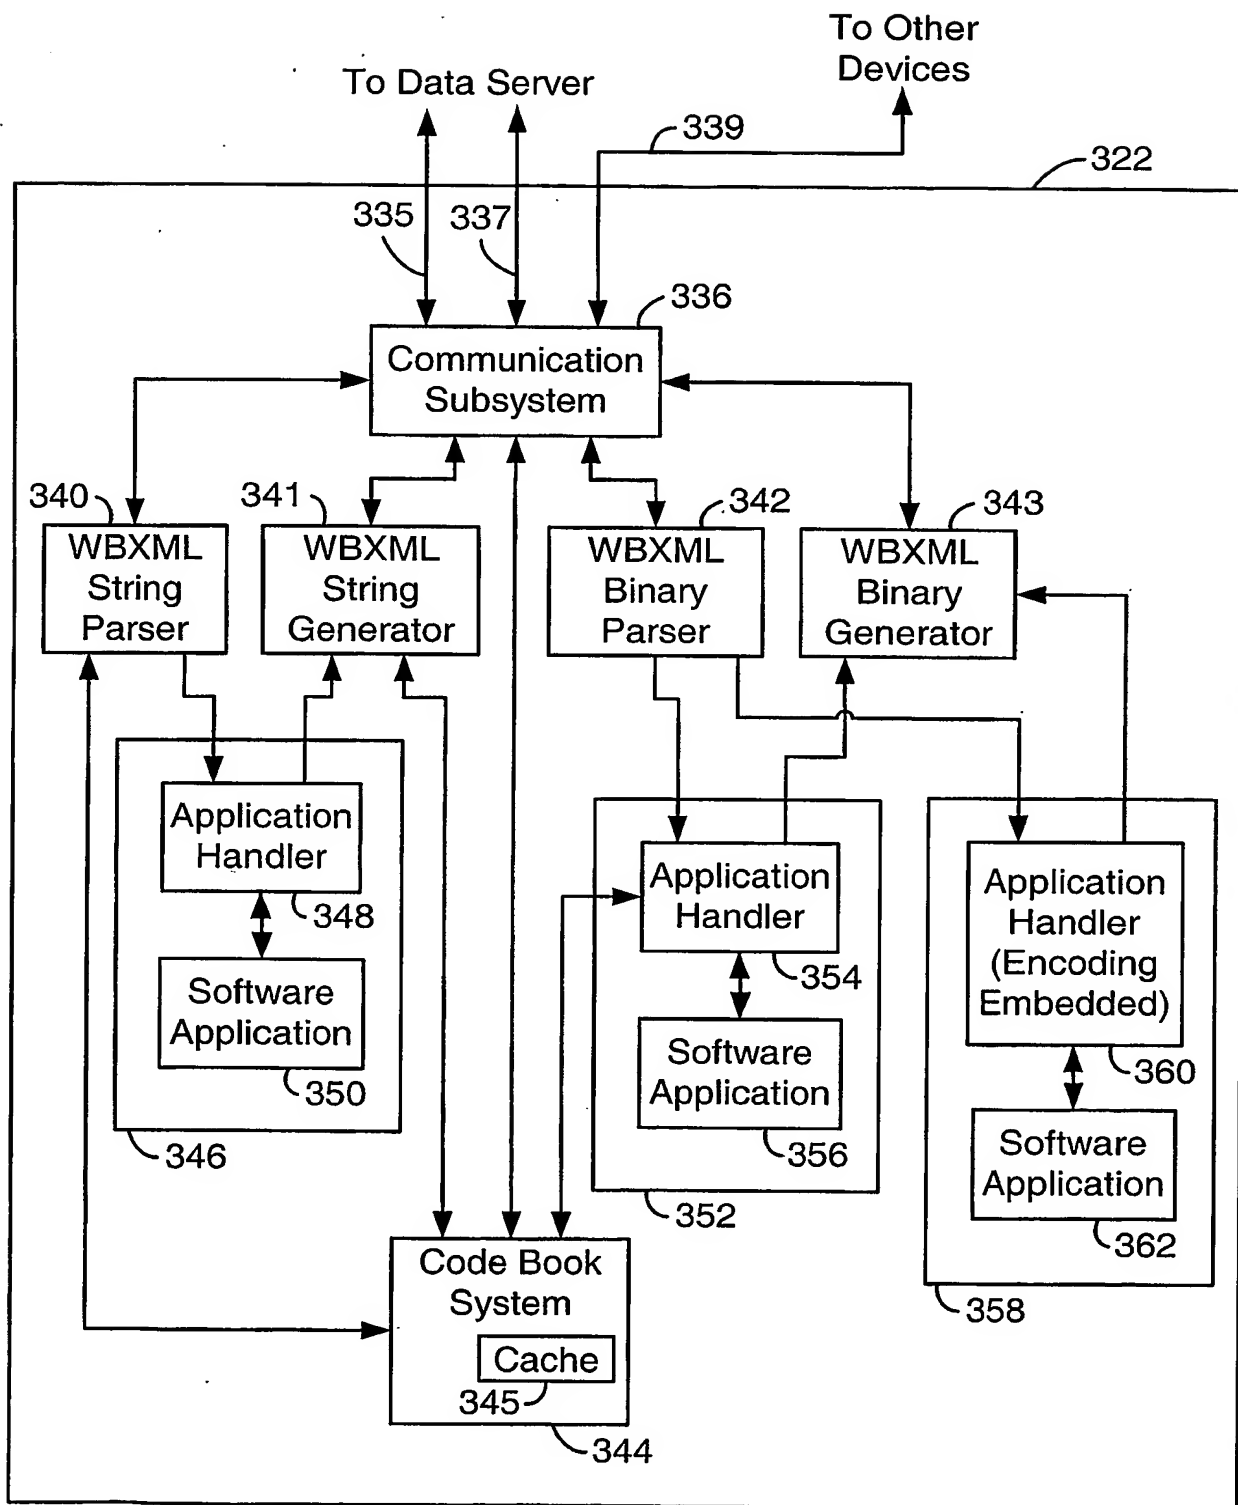 To Other
Devices
To Data Server
339
322
335
337
336
Communication
Subsystem
340
341
342
343
WBXML
String
Parser
WBXML
String
Generator
WBXML
Binary
Parser
WBXML
Binary
Generator
Application
Handler
348
Software
Application
350
346
Application
Handler
354
Software
Application
356
352
Application
Handler
(Encoding
Embedded)
360
Software
Application
362
358
Code Book
System
Cache
345
344